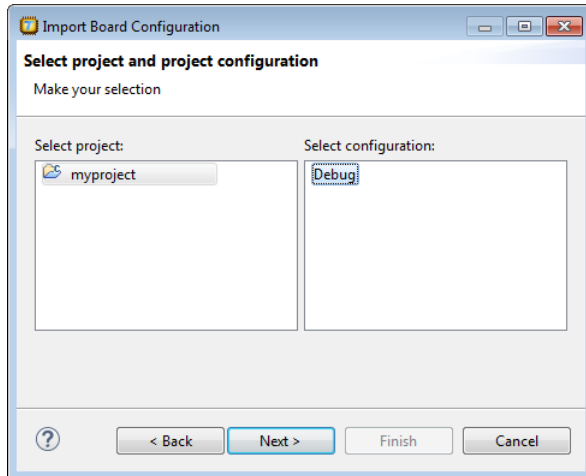 Import Board Configuration
Select project and project configuration
Make your selection
Select project:
Select configuration:
myproject
Debug
?
< Back
Next >
Finish
Cancel